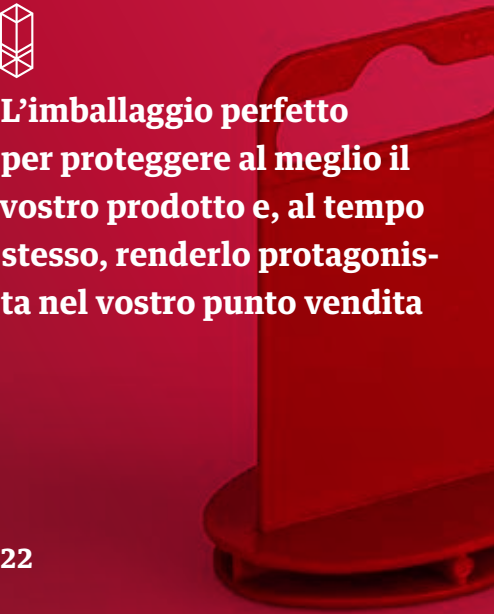 L’imballaggio perfetto
per proteggere al meglio il
vostro prodotto e, al tempo
stesso, renderlo protagonis-
ta nel vostro punto vendita
22